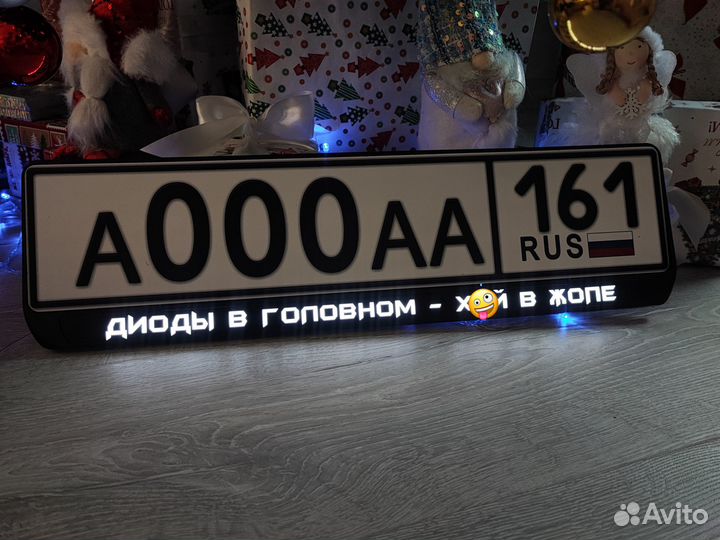 А000АА 161
RUS
ДИОДЫ В ГОЛОВНОМ - Х🤪Й В ЖОПЕ
Avito